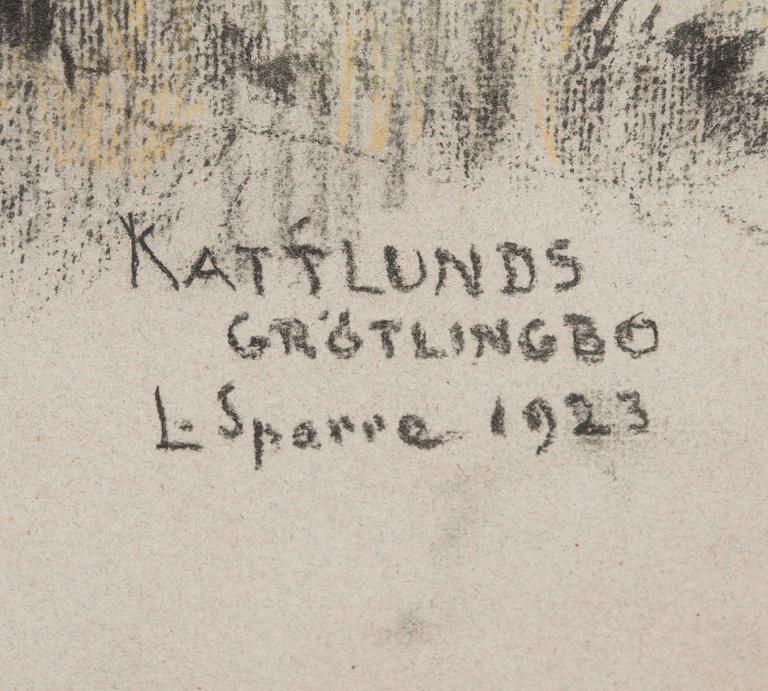 KATTLUNDS
GRÖTLINGBO
L. Sparre 1923